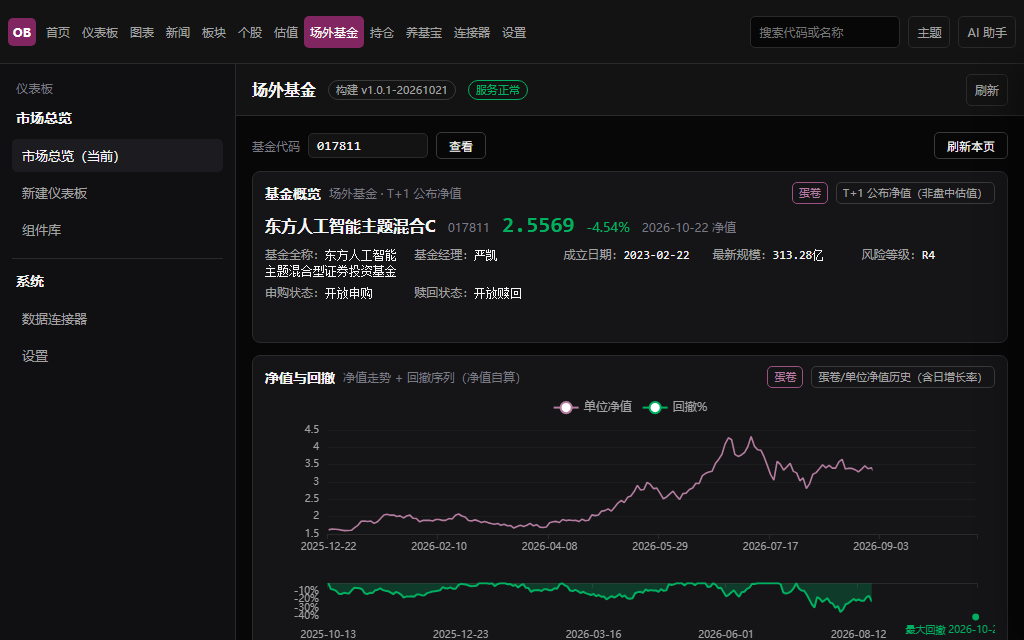 OB 首页 仪表板 图表 新闻 板块 个股 估值 场外基金 持仓 养基宝 连接器 设置 搜索代码或名称 主题 AI 助手
仪表板
市场总览
市场总览（当前）
新建仪表板
组件库
系统
数据连接器
设置
场外基金 构建 v1.0.1-20261021 服务正常 刷新
基金代码 017811 查看 刷新本页
基金概览 场外基金 · T+1 公布净值 蛋卷 T+1 公布净值（非盘中估值）
东方人工智能主题混合C 017811 2.5569 -4.54% 2026-10-22 净值
基金全称: 东方人工智能主题混合型证券投资基金 基金经理: 严凯 成立日期: 2023-02-22 最新规模: 313.28亿 风险等级: R4
申购状态: 开放申购 赎回状态: 开放赎回
净值与回撤 净值走势 + 回撤序列（净值自算） 蛋卷 蛋卷/单位净值历史（含日增长率）
单位净值 回撤%
4.5
4
3.5
3
2.5
2
1.5
2025-12-22 2026-02-10 2026-04-08 2026-05-29 2026-07-17 2026-09-03
-10%
-20%
-30%
-40%
最大回撤 2026-10-2
2025-10-13 2025-12-23 2026-03-16 2026-06-01 2026-08-12